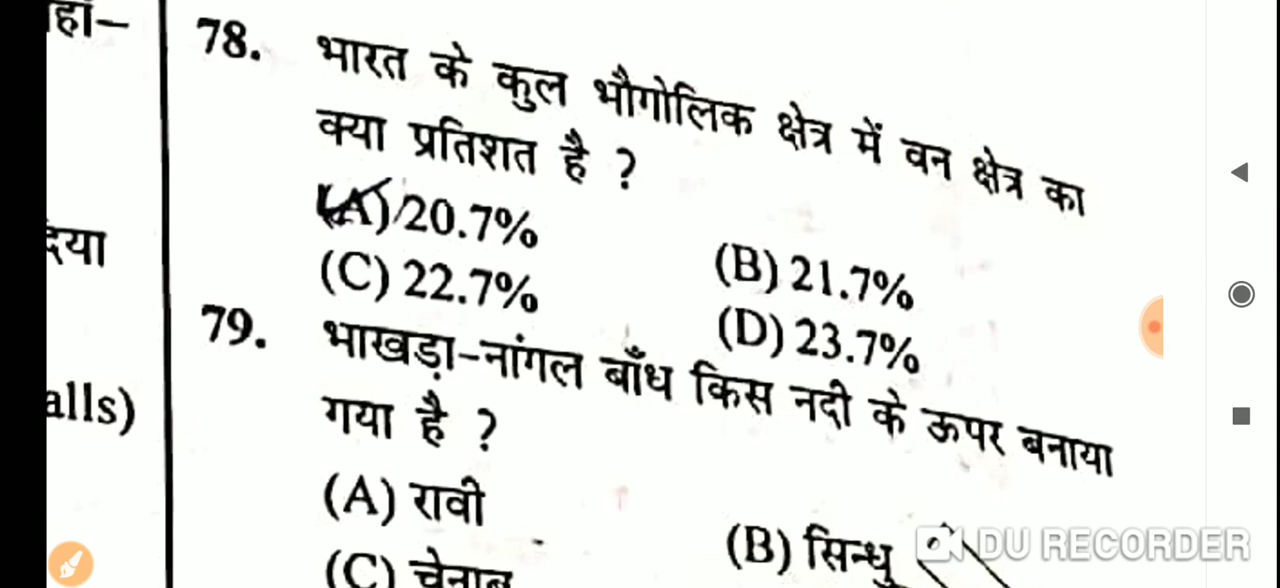 हां-
दिया
alls)
78. भारत के कुल भौगोलिक क्षेत्र में वन क्षेत्र का
क्या प्रतिशत है ?
(A) 20.7%
(B) 21.7%
(C) 22.7%
(D) 23.7%
79. भाखड़ा-नांगल बाँध किस नदी के ऊपर बनाया
गया है ?
(A) रावी
(B) सिन्धु
(C) चेनाब
DU RECORDER